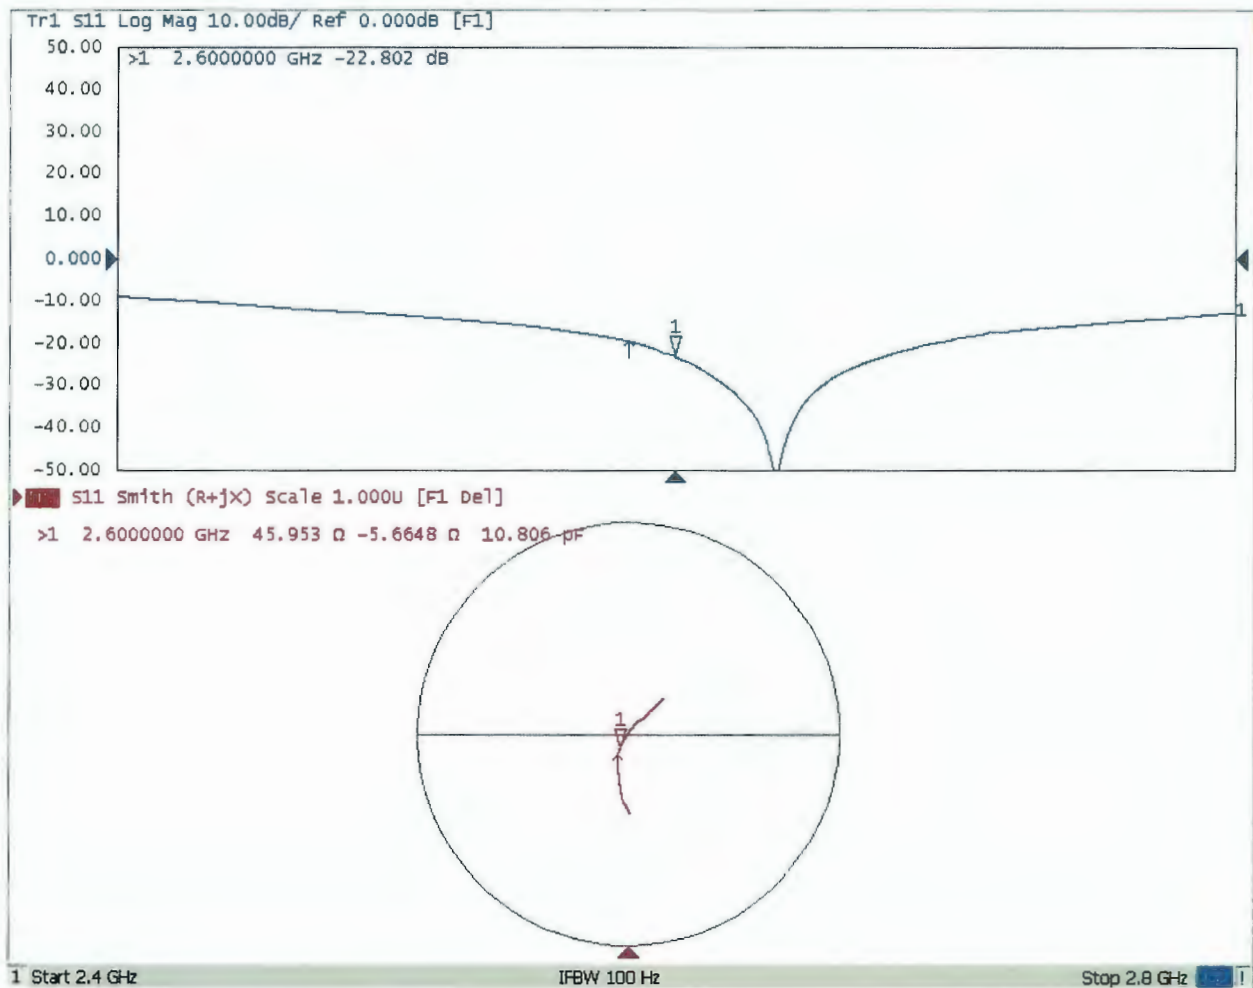 Tr1 S11 Log Mag 10.00dB/ Ref 0.000dB [F1]
50.00
>1 2.6000000 GHz -22.802 dB
40.00
30.00
20.00
10.00
0.000
-10.00
1
-20.00
1
-30.00
-40.00
-50.00
S11 Smith (R+jX) Scale 1.000U [F1 Del]
>1 2.6000000 GHz 45.953 Ω -5.6648 Ω 10.806 pF
1
1 Start 2.4 GHz IFBW 100 Hz Stop 2.8 GHz !